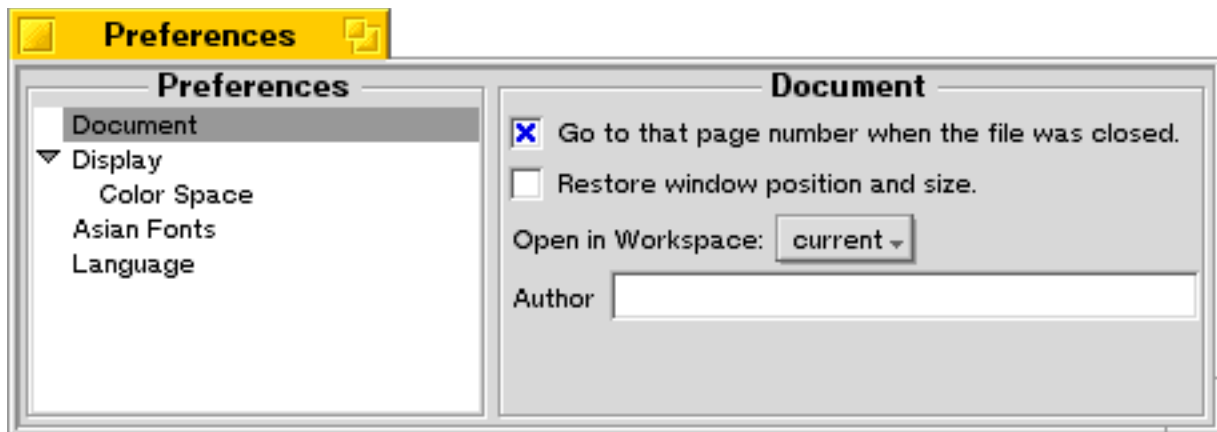 Preferences
Preferences
Document
Display
Color Space
Asian Fonts
Language
Document
Go to that page number when the file was closed.
Restore window position and size.
Open in Workspace: current
Author